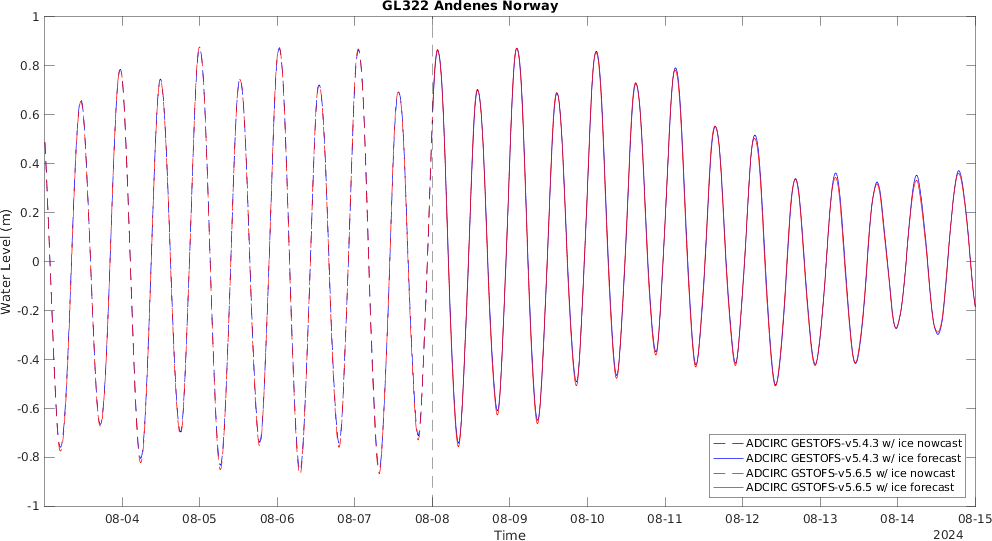 GL322 Andenes Norway
1
0.8
0.6
0.4
0.2
0
-0.2
-0.4
-0.6
-0.8
-1
Water Level (m)
ADCIRC GESTOFS-v5.4.3 w/ ice nowcast
ADCIRC GESTOFS-v5.4.3 w/ ice forecast
ADCIRC GSTOFS-v5.6.5 w/ ice nowcast
ADCIRC GSTOFS-v5.6.5 w/ ice forecast
08-04 08-05 08-06 08-07 08-08 08-09 08-10 08-11 08-12 08-13 08-14 08-15
Time
2024